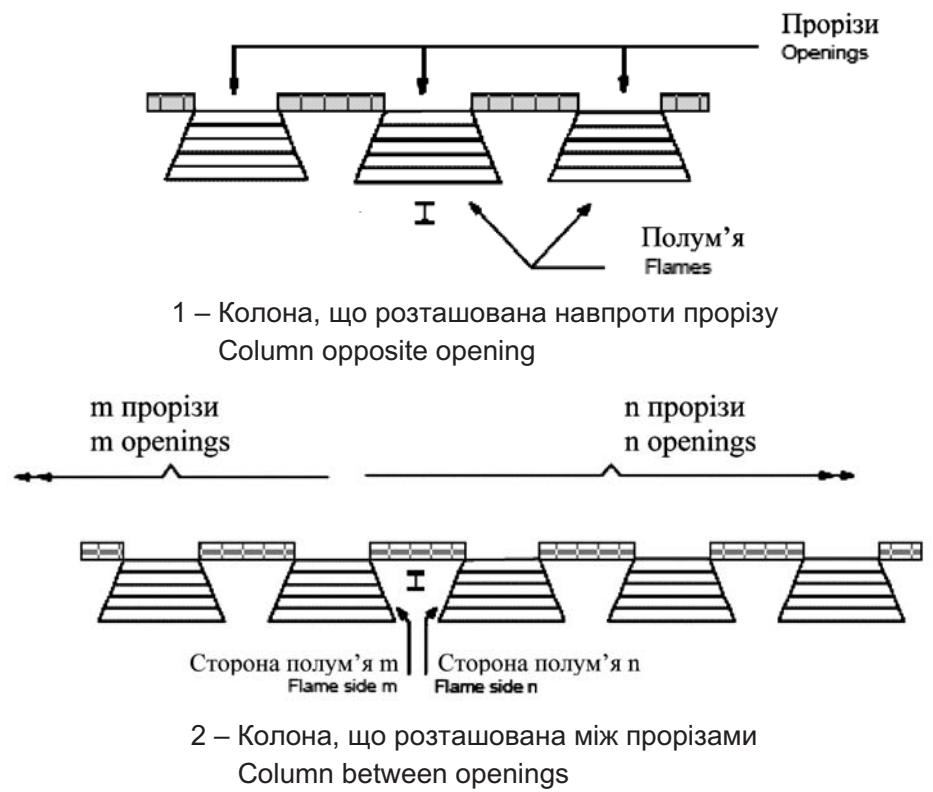 Прорізи
Openings
Полум’я
Flames
1 – Колона, що розташована навпроти прорізу
Column opposite opening
m прорізи
m openings
n прорізи
n openings
Сторона полум’я m
Flame side m
Сторона полум’я n
Flame side n
2 – Колона, що розташована між прорізами
Column between openings